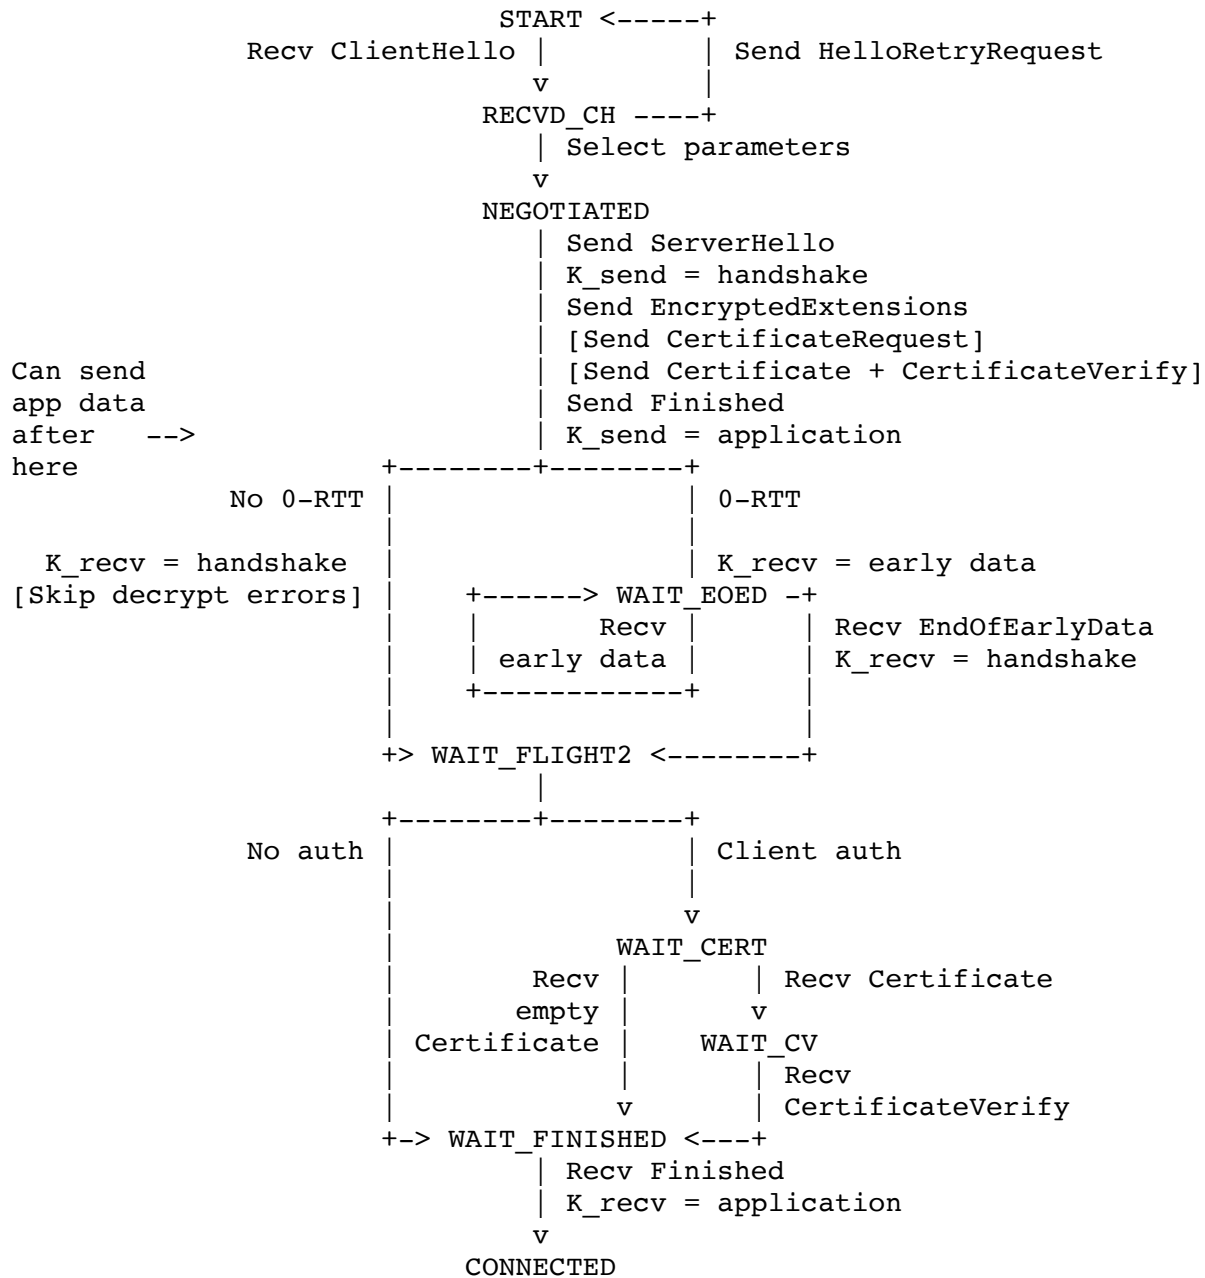 START <-----+
               Recv ClientHello |         | Send HelloRetryRequest
                                v         |
                             RECVD_CH ----+
                                | Select parameters
                                v
                             NEGOTIATED
                                | Send ServerHello
                                | K_send = handshake
                                | Send EncryptedExtensions
                                | [Send CertificateRequest]
 Can send                       | [Send Certificate + CertificateVerify]
 app data                       | Send Finished
 after   -->                    | K_send = application
 here                  +--------+--------+
              No 0-RTT |                 | 0-RTT
                       |                 |
   K_recv = handshake  |                 | K_recv = early data
 [Skip decrypt errors] |    +------> WAIT_EOED -+
                       |    |       Recv |      | Recv EndOfEarlyData
                       |    | early data |      | K_recv = handshake
                       |    +------------+      |
                       |                        |
                       +> WAIT_FLIGHT2 <--------+
                                |
                       +--------+--------+
               No auth |                 | Client auth
                       |                 |
                       |                 v
                       |             WAIT_CERT
                       |        Recv |       | Recv Certificate
                       |       empty |       v
                       | Certificate |    WAIT_CV
                       |             |       | Recv
                       |             v       | CertificateVerify
                       +-> WAIT_FINISHED <---+
                                | Recv Finished
                                | K_recv = application
                                v
                            CONNECTED